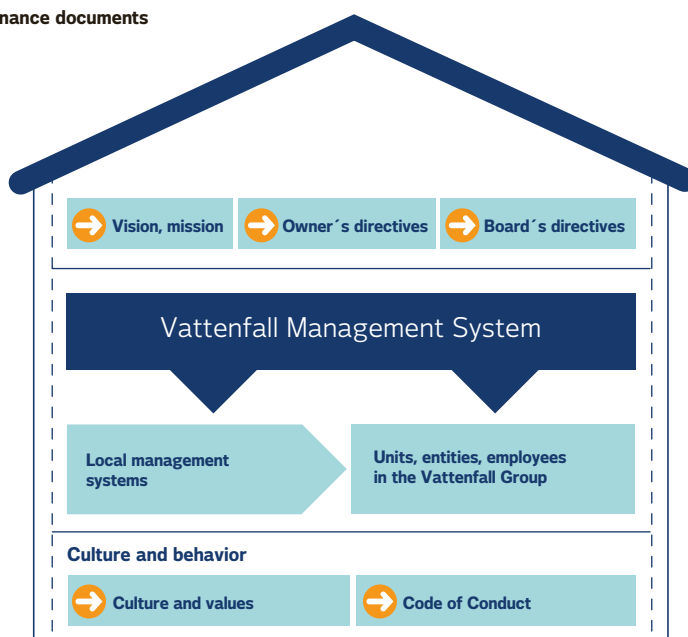 documents
Vision, mission
Owner´s directives
Board´s directives
Vattenfall Management System
Local management
systems
Units, entities, employees
in the Vattenfall Group
Culture and behavior
Culture and values
Code of Conduct